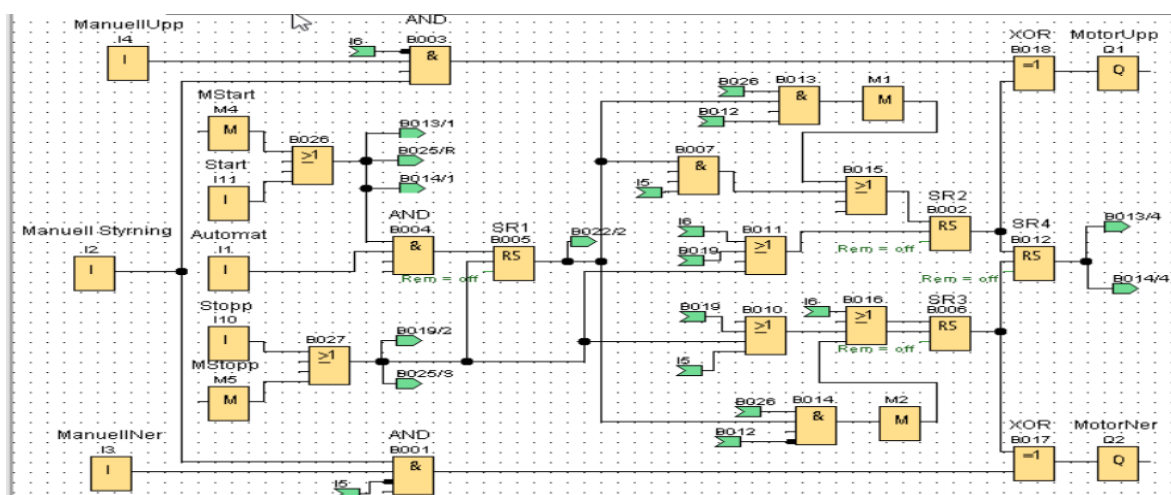 ManuellUpp AND XOR MotorUpp
I4 I6 B003 B018 Q1
I & =1 Q
B026 B013 M1
MStart & M
M4 B013/1 B012
M B026 B025/R B007
≥1 & B015
Start B014/1 ≥1 SR2
I11 I5 B002 SR4
I AND SR1 I6 B011 RS B012 B013/4
Manuell Styrning Automat B004 B005 B022/2 ≥1 RS
I2 I1 & RS B019 Rem = off
I I Rem = off Rem = off B014/4
Stopp B019 B010 I6 B016 SR3
I10 B019/2 ≥1 ≥1 B006
I B027 RS
MStopp ≥1 I5 Rem = off
M5 B025/S
M B026 B014 M2
& M
ManuellNer AND B012 XOR MotorNer
I3 B001 B017 Q2
I & =1 Q
I5